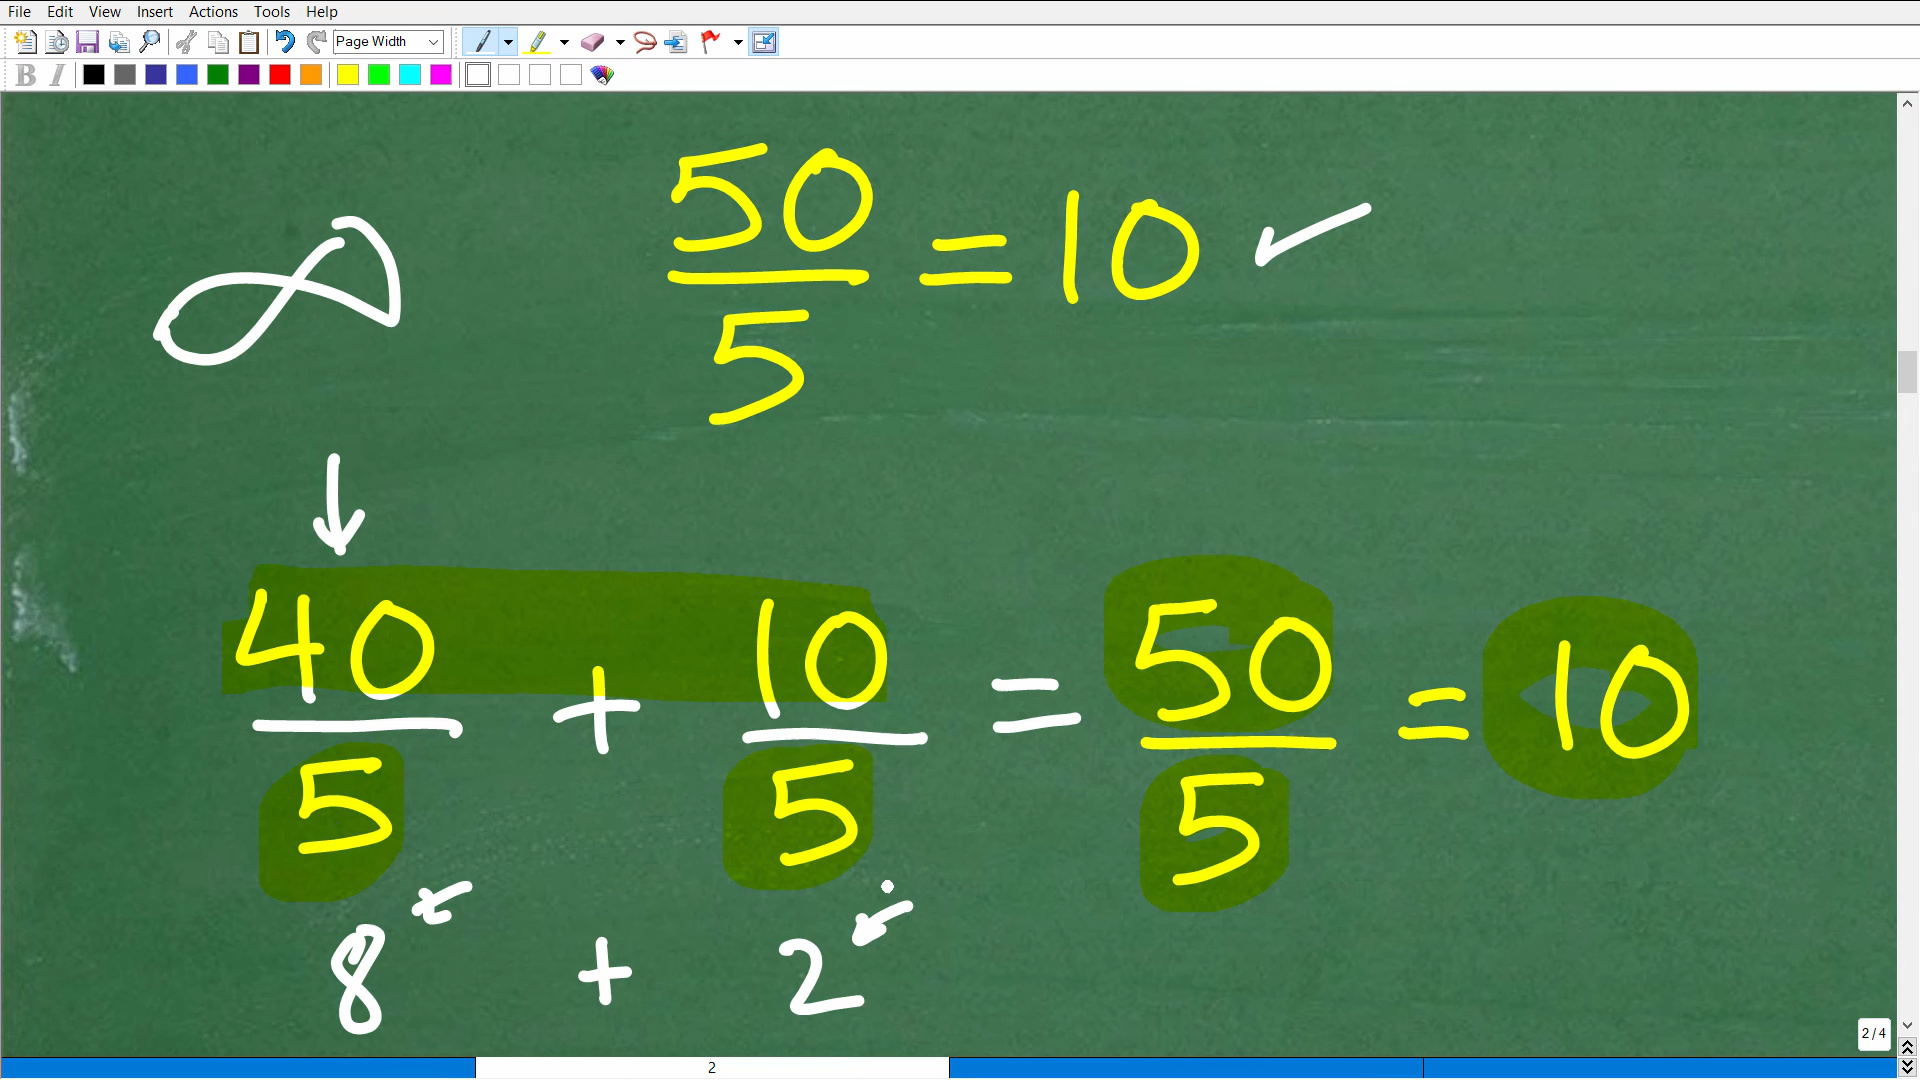 File Edit View Insert Actions Tools Help
Page Width
B I
50/5 = 10 ✓
∞
40/5 + 10/5 = 50/5 = 10
8 + 2
2 / 4
2